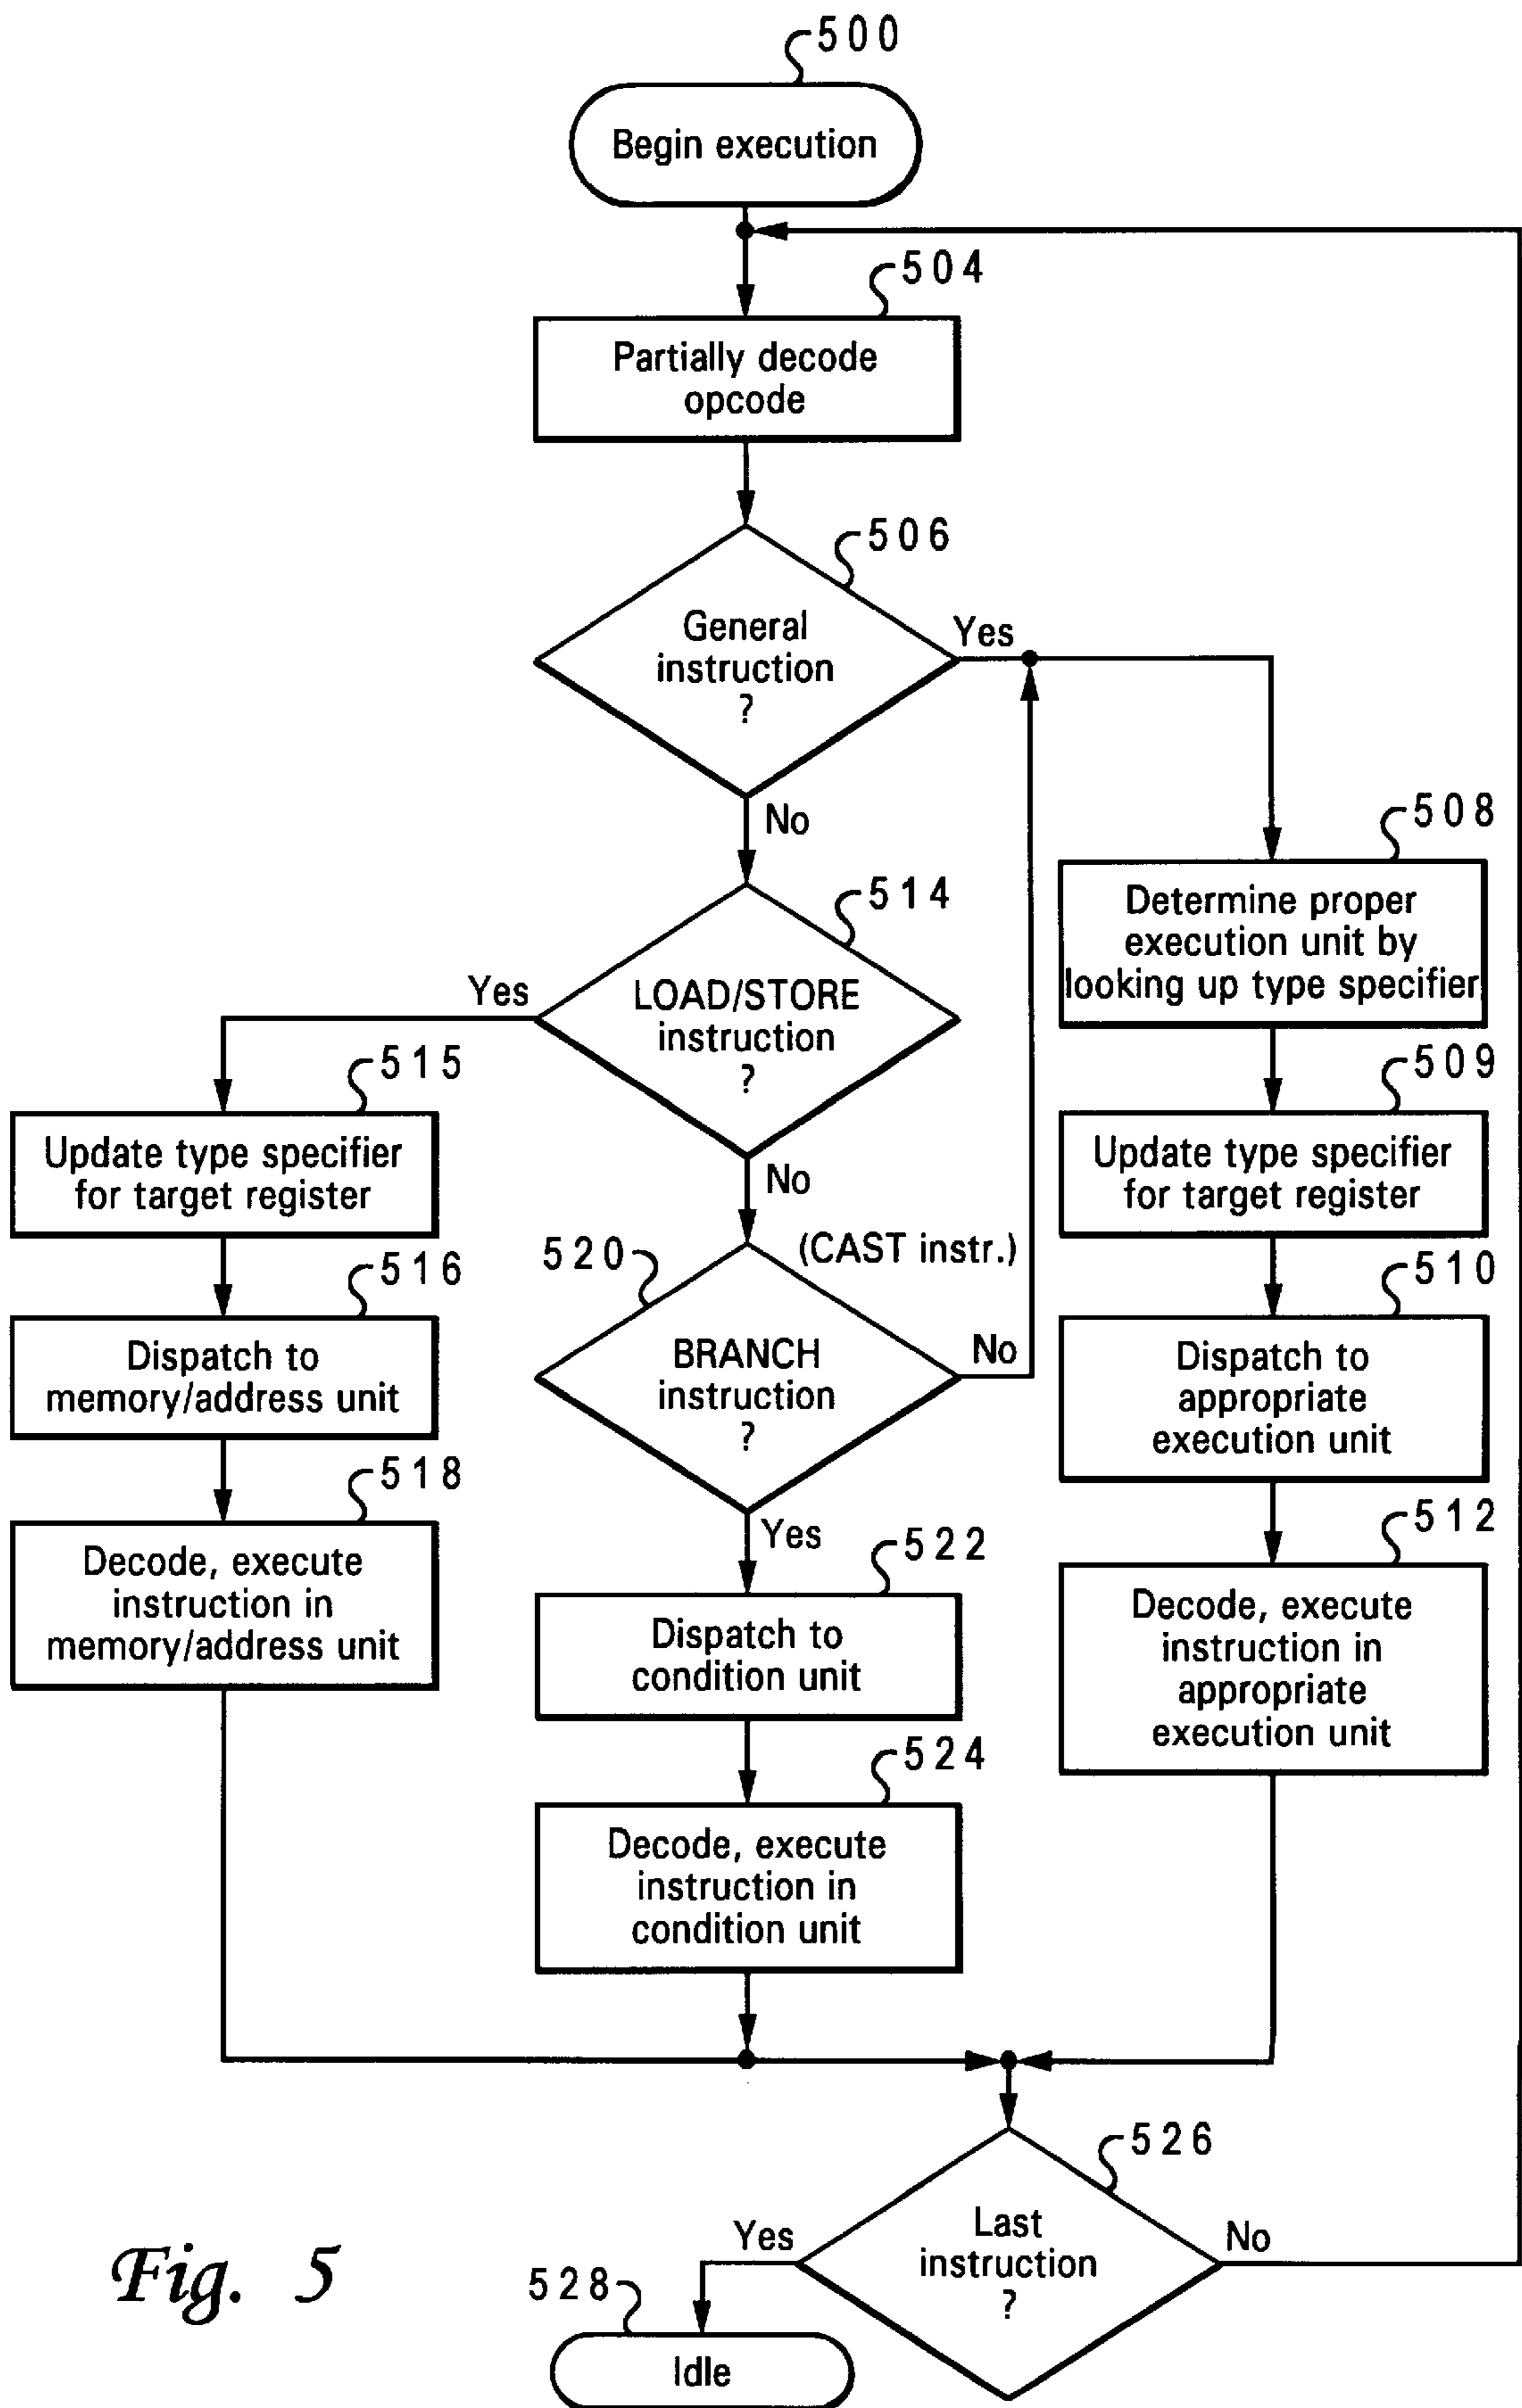 500
Begin execution
504
Partially decode
opcode
506
General
instruction
?
Yes
No
514
LOAD/STORE
instruction
?
Yes
No
515
Update type specifier
for target register
516
Dispatch to
memory/address unit
518
Decode, execute
instruction in
memory/address unit
520
(CAST instr.)
BRANCH
instruction
?
No
Yes
522
Dispatch to
condition unit
524
Decode, execute
instruction in
condition unit
508
Determine proper
execution unit by
looking up type specifier
509
Update type specifier
for target register
510
Dispatch to
appropriate
execution unit
512
Decode, execute
instruction in
appropriate
execution unit
526
Last
instruction
?
Yes
No
528
Idle
Fig. 5